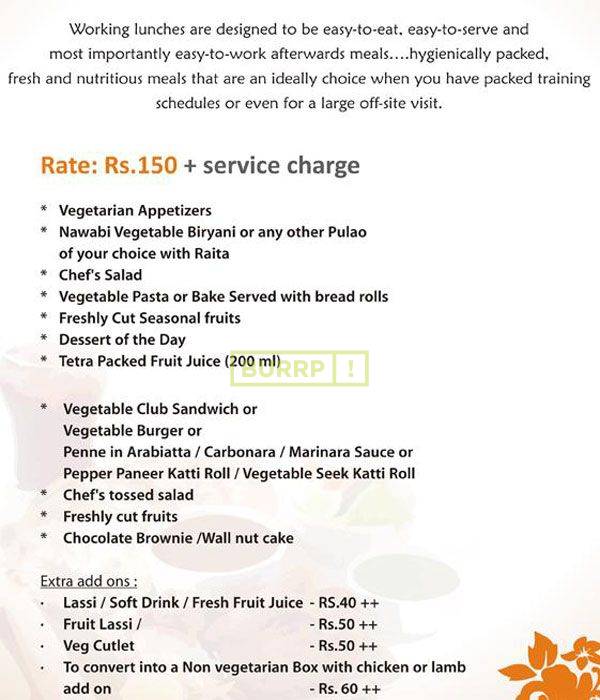 Working lunches are designed to be easy-to-eat, easy-to-serve and
most importantly easy-to-work afterwards meals....hygienically packed,
fresh and nutritious meals that are an ideally choice when you have packed training
schedules or even for a large off-site visit.
Rate: Rs.150 + service charge
* Vegetarian Appetizers
* Nawabi Vegetable Biryani or any other Pulao
of your choice with Raita
* Chef's Salad
* Vegetable Pasta or Bake Served with bread rolls
* Freshly Cut Seasonal fruits
* Dessert of the Day
* Tetra Packed Fruit Juice (200 ml)
BURRP !
* Vegetable Club Sandwich or
Vegetable Burger or
Penne in Arabiatta / Carbonara / Marinara Sauce or
Pepper Paneer Katti Roll / Vegetable Seek Katti Roll
* Chef's tossed salad
* Freshly cut fruits
* Chocolate Brownie /Wall nut cake
Extra add ons :
· Lassi / Soft Drink / Fresh Fruit Juice - RS.40 ++
· Fruit Lassi / - Rs.50 ++
· Veg Cutlet - Rs.50 ++
· To convert into a Non vegetarian Box with chicken or lamb
add on - Rs. 60 ++